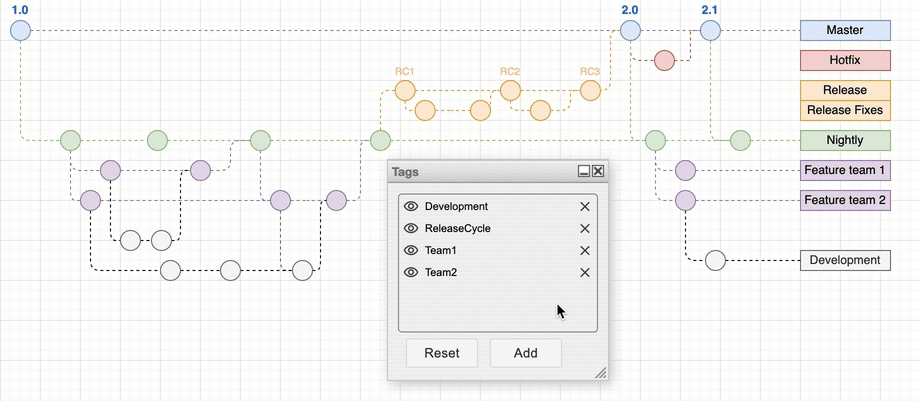 1.0
2.0
2.1
Master
Hotfix
RC1
RC2
RC3
Release
Release Fixes
Nightly
Feature team 1
Feature team 2
Development
Tags
Development
ReleaseCycle
Team1
Team2
Reset
Add